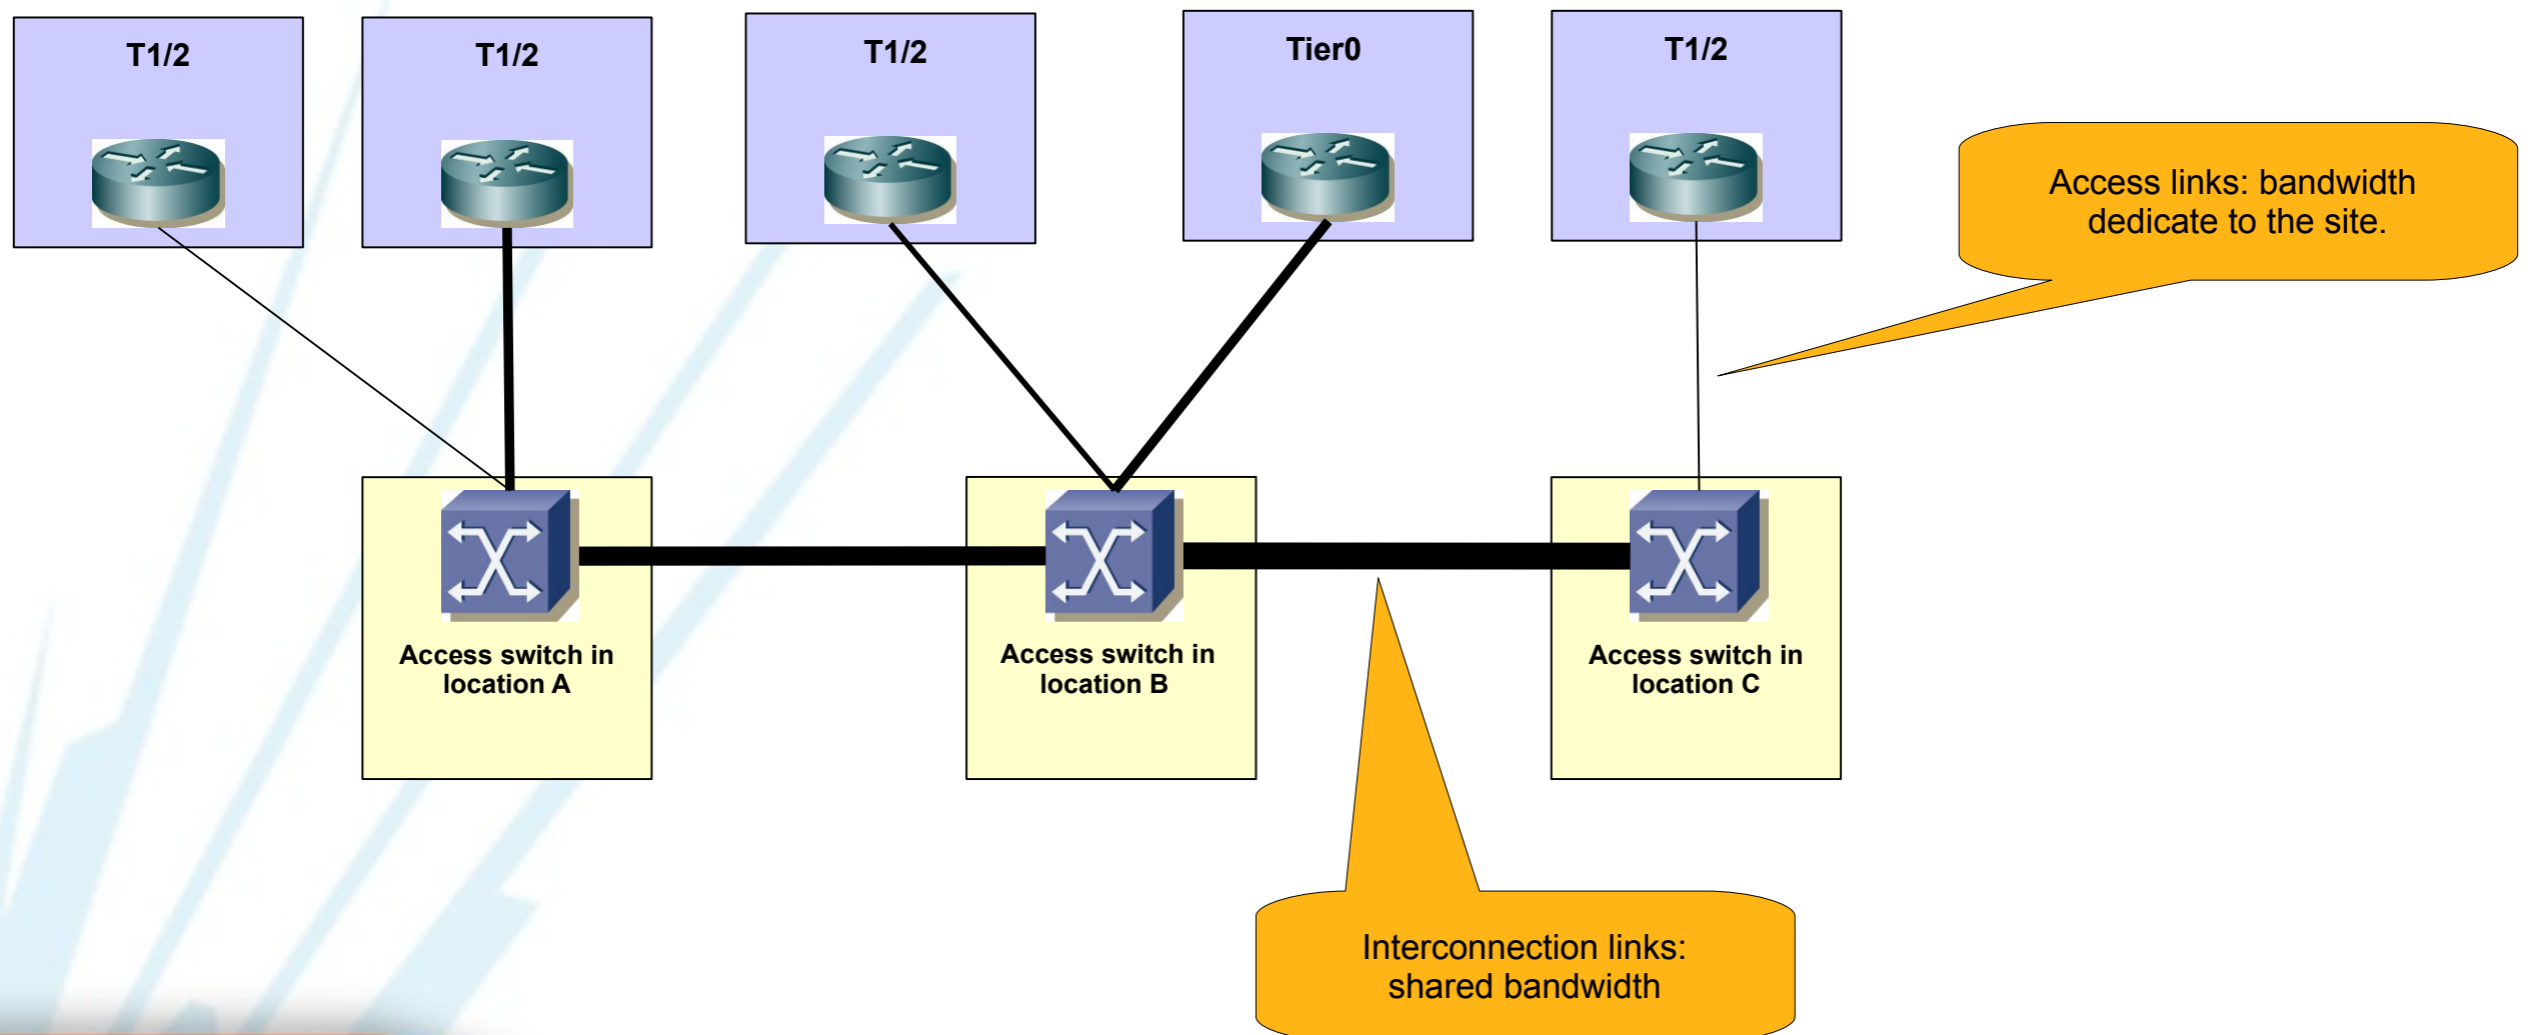 T1/2
T1/2
T1/2
Tier0
T1/2
Access links: bandwidth
dedicate to the site.
Access switch in
location A
Access switch in
location B
Access switch in
location C
Interconnection links:
shared bandwidth